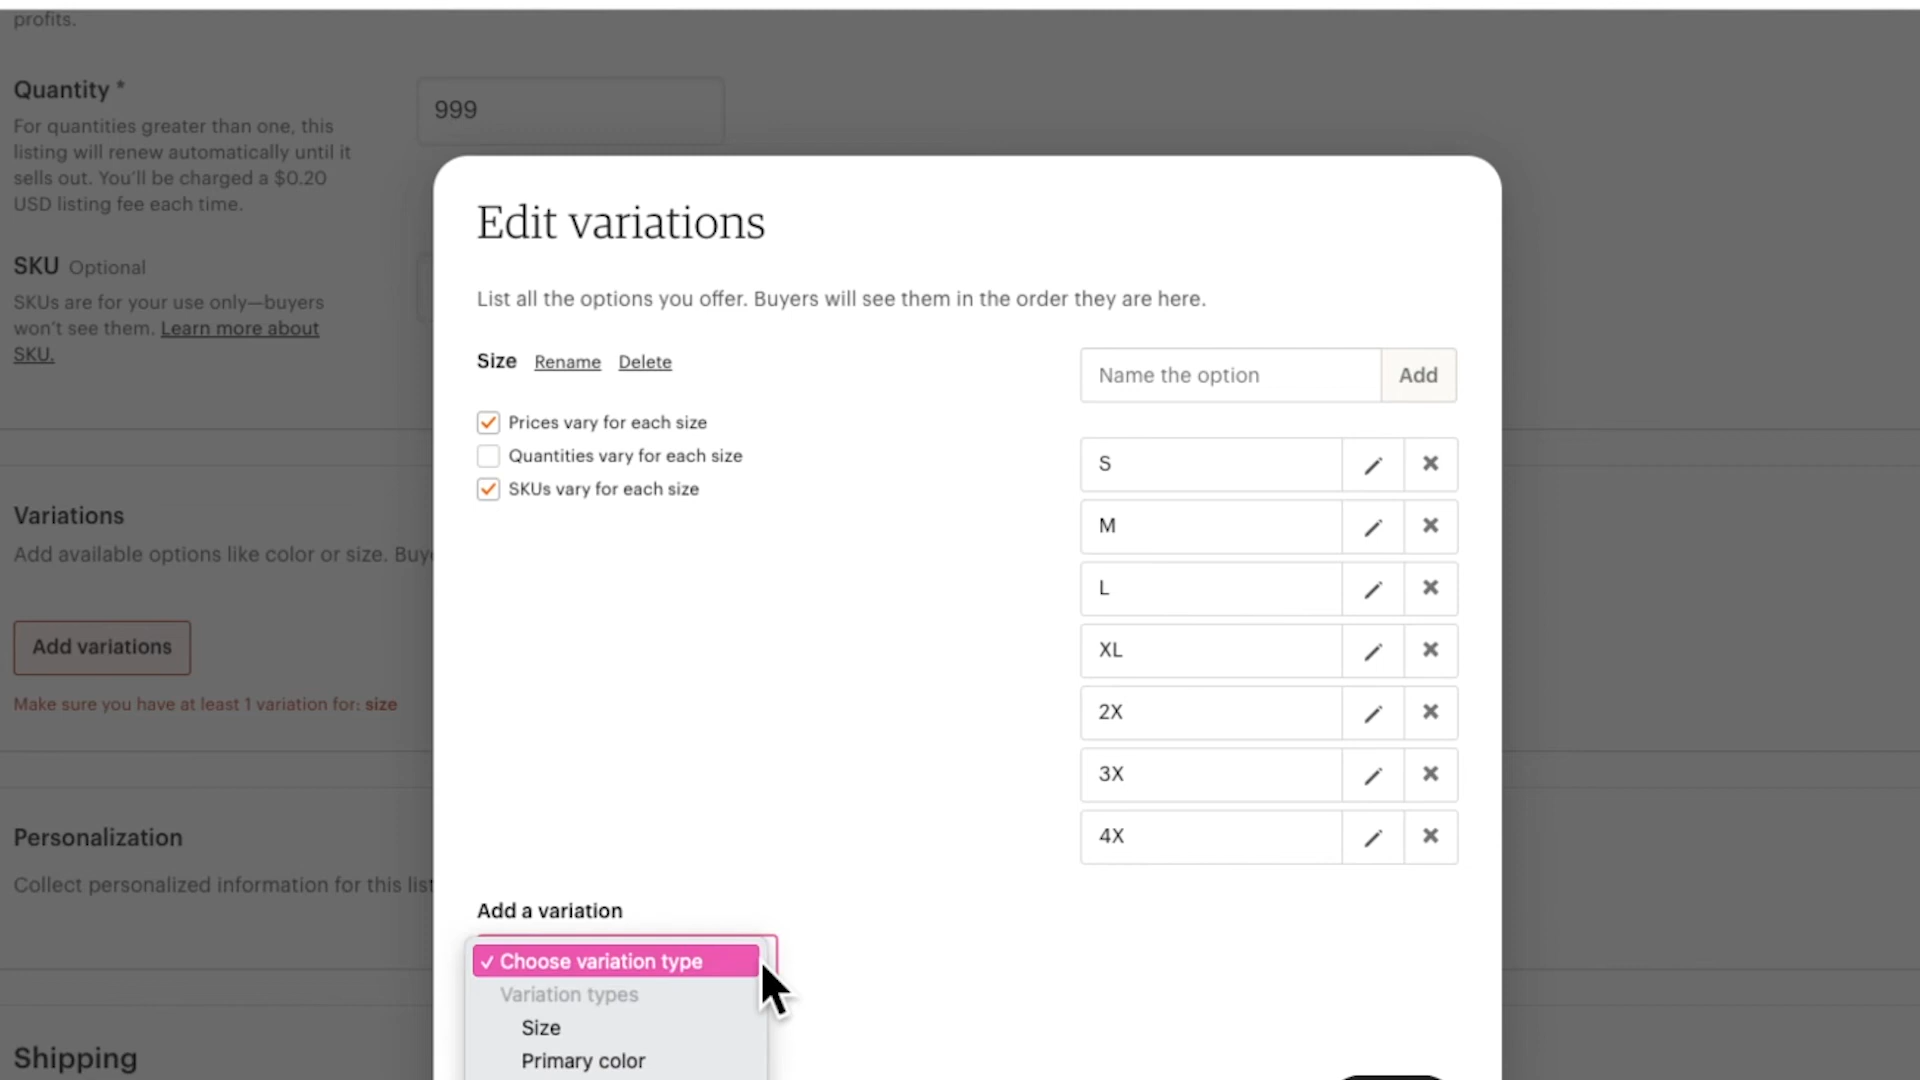 profits.
Quantity *
For quantities greater than one, this
listing will renew automatically until it
sells out. You'll be charged a $0.20
USD listing fee each time.
999
SKU Optional
SKUs are for your use only—buyers
won't see them. Learn more about
SKU.
Variations
Add available options like color or size. Buye
Add variations
Make sure you have at least 1 variation for: size
Personalization
Collect personalized information for this list
Shipping
Edit variations
List all the options you offer. Buyers will see them in the order they are here.
Size Rename Delete
Prices vary for each size
Quantities vary for each size
SKUs vary for each size
Name the option Add
S
M
L
XL
2X
3X
4X
Add a variation
✓ Choose variation type
Variation types
Size
Primary color